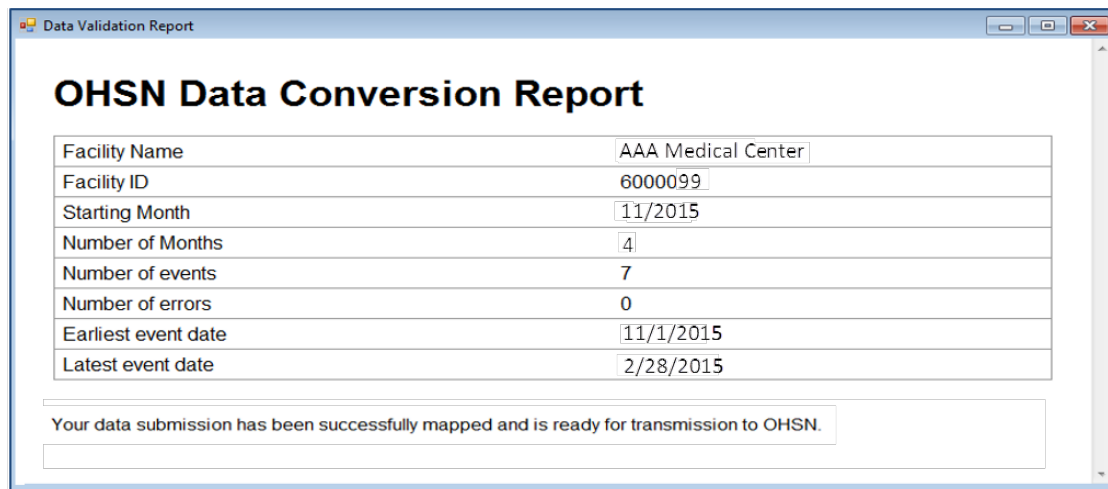 Data Validation Report
OHSN Data Conversion Report
Facility Name AAA Medical Center
Facility ID 6000099
Starting Month 11/2015
Number of Months 4
Number of events 7
Number of errors 0
Earliest event date 11/1/2015
Latest event date 2/28/2015
Your data submission has been successfully mapped and is ready for transmission to OHSN.